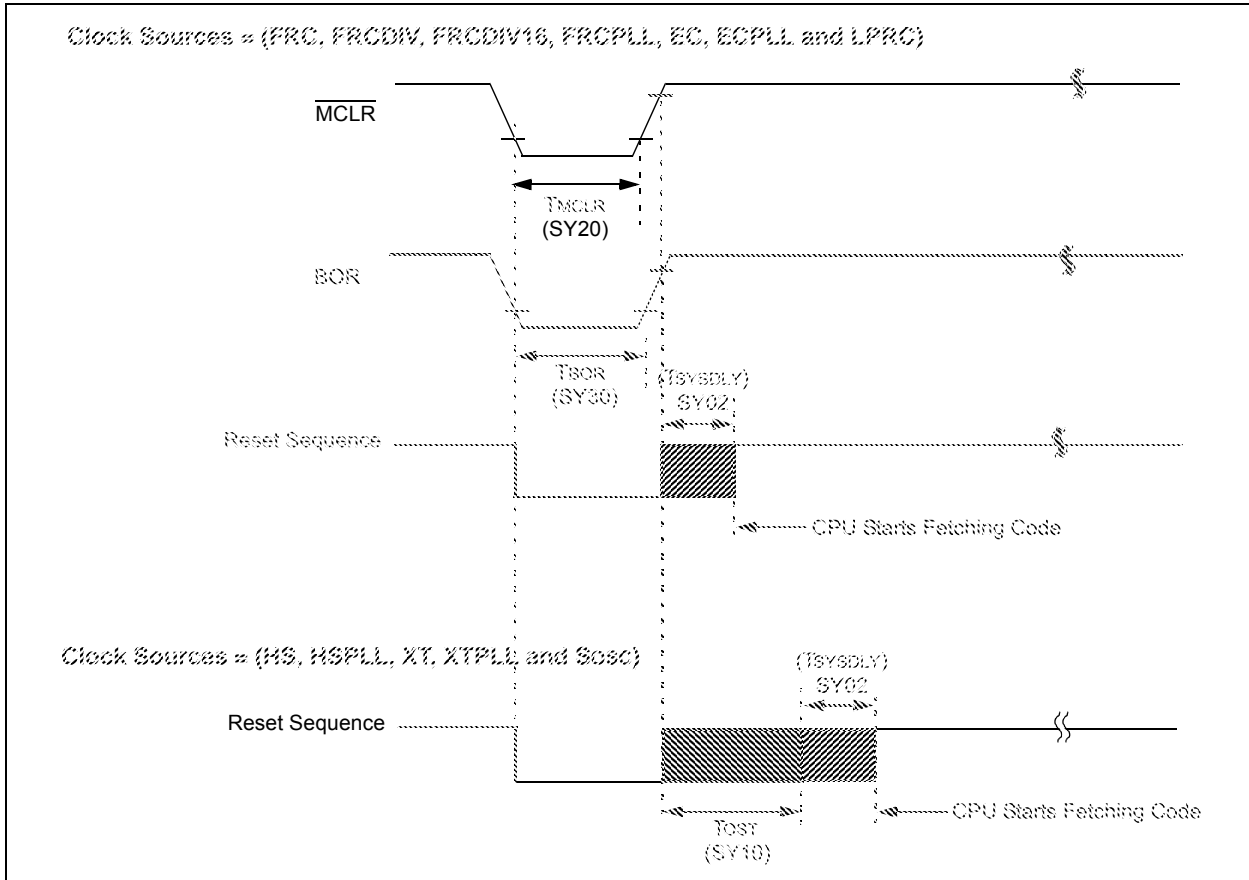 Clock Sources = (FRC, FRCDIV, FRCDIV16, FRCPLL, EC, ECPLL and LPRC)
MCLR
TMCLR
(SY20)
BOR
TBOR
(SY30)
(TSYSDLY)
SY02
Reset Sequence
CPU Starts Fetching Code
Clock Sources = (HS, HSPLL, XT, XTPLL and SOSC)
(TSYSDLY)
SY02
Reset Sequence
CPU Starts Fetching Code
TOST
(SY10)